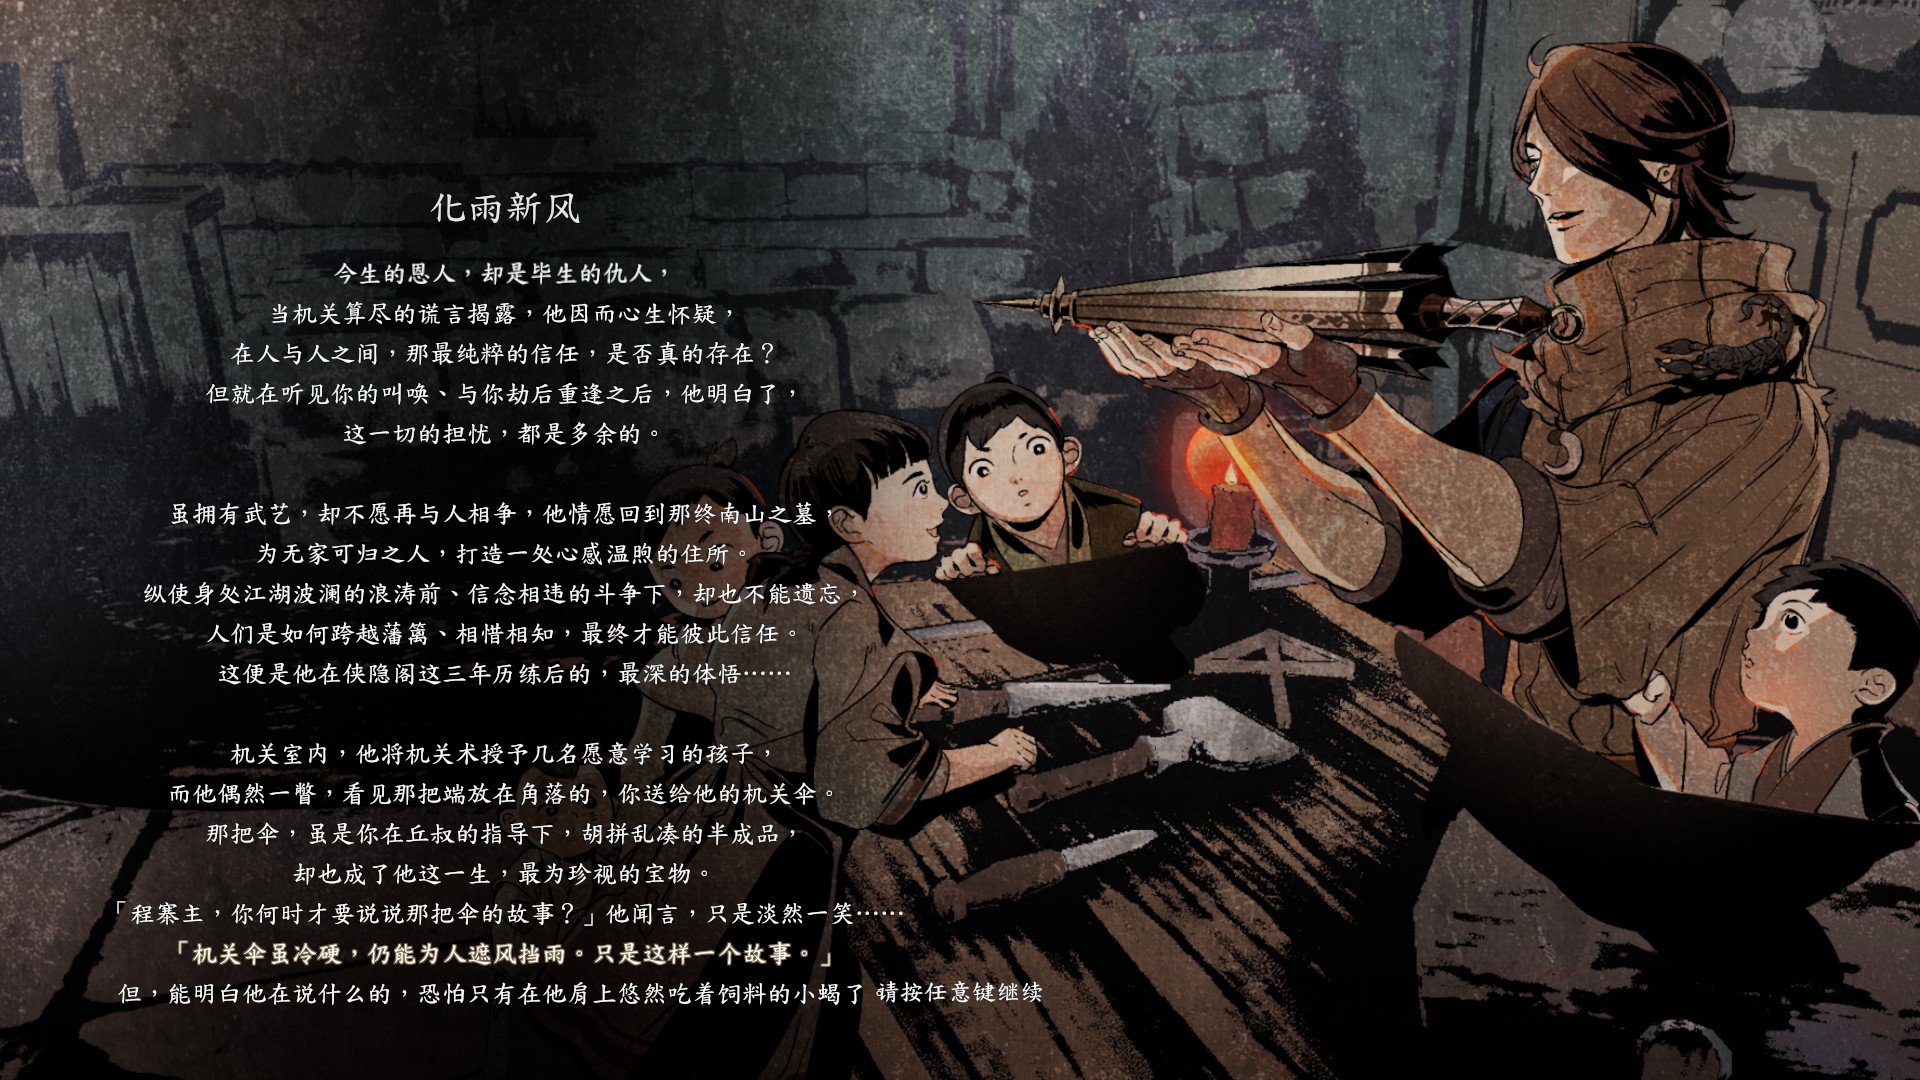 化雨新风
今生的恩人，却是毕生的仇人，
当机关算尽的谎言揭露，他因而心生怀疑，
在人与人之间，那最纯粹的信任，是否真的存在？
但就在听见你的叫唤、与你劫后重逢之后，他明白了，
这一切的担忧，都是多余的。
虽拥有武艺，却不愿再与人相争，他情愿回到那终南山之墓，
为无家可归之人，打造一处心感温煦的住所。
纵使身处江湖波澜的浪涛前、信念相违的斗争下，却也不能遗忘，
人们是如何跨越藩篱、相惜相知，最终才能彼此信任。
这便是他在侠隐阁这三年历练后的，最深的体悟……
机关室内，他将机关术授予几名愿意学习的孩子，
而他偶然一瞥，看见那把端放在角落的，你送给他的机关伞。
那把伞，虽是你在丘叔的指导下，胡拼乱凑的半成品，
却也成了他这一生，最为珍视的宝物。
「程寨主，你何时才要说说那把伞的故事？」他闻言，只是淡然一笑……
「机关伞虽冷硬，仍能为人遮风挡雨。只是这样一个故事。」
但，能明白他在说什么的，恐怕只有在他肩上悠然吃着饲料的小蝎了 请按任意键继续